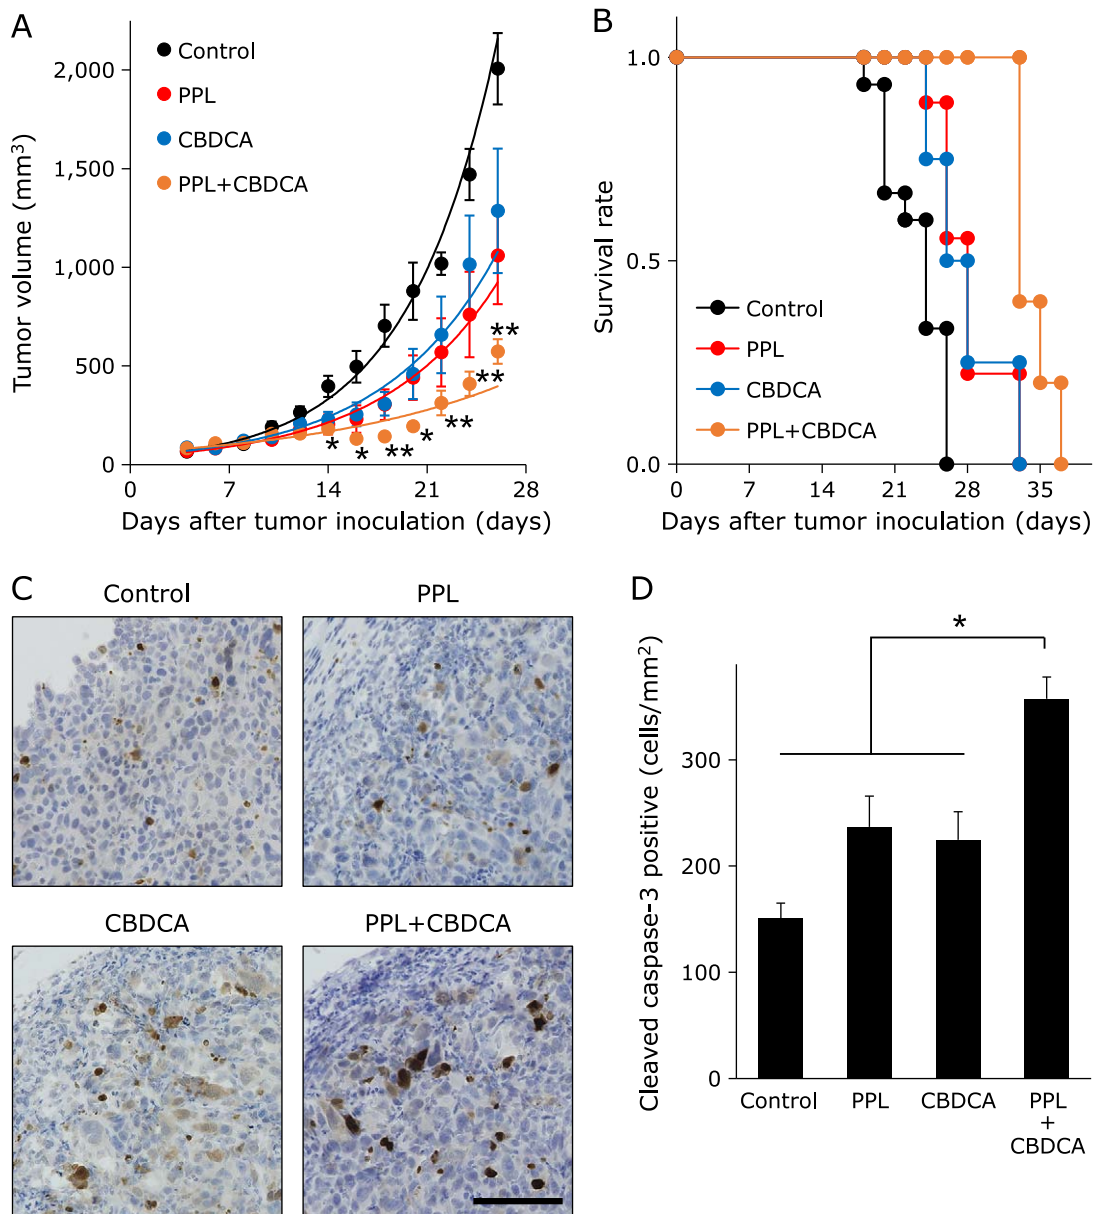 A
Control
PPL
CBDCA
PPL+CBDCA
Tumor volume (mm³)
2,000
1,500
1,000
500
0
* * ** * ** ** **
0 7 14 21 28
Days after tumor inoculation (days)
B
Survival rate
1.0
0.5
0.0
Control
PPL
CBDCA
PPL+CBDCA
0 7 14 21 28 35
Days after tumor inoculation (days)
C
Control PPL
CBDCA PPL+CBDCA
D
*
Cleaved caspase-3 positive (cells/mm²)
300
200
100
0
Control PPL CBDCA PPL
+
CBDCA